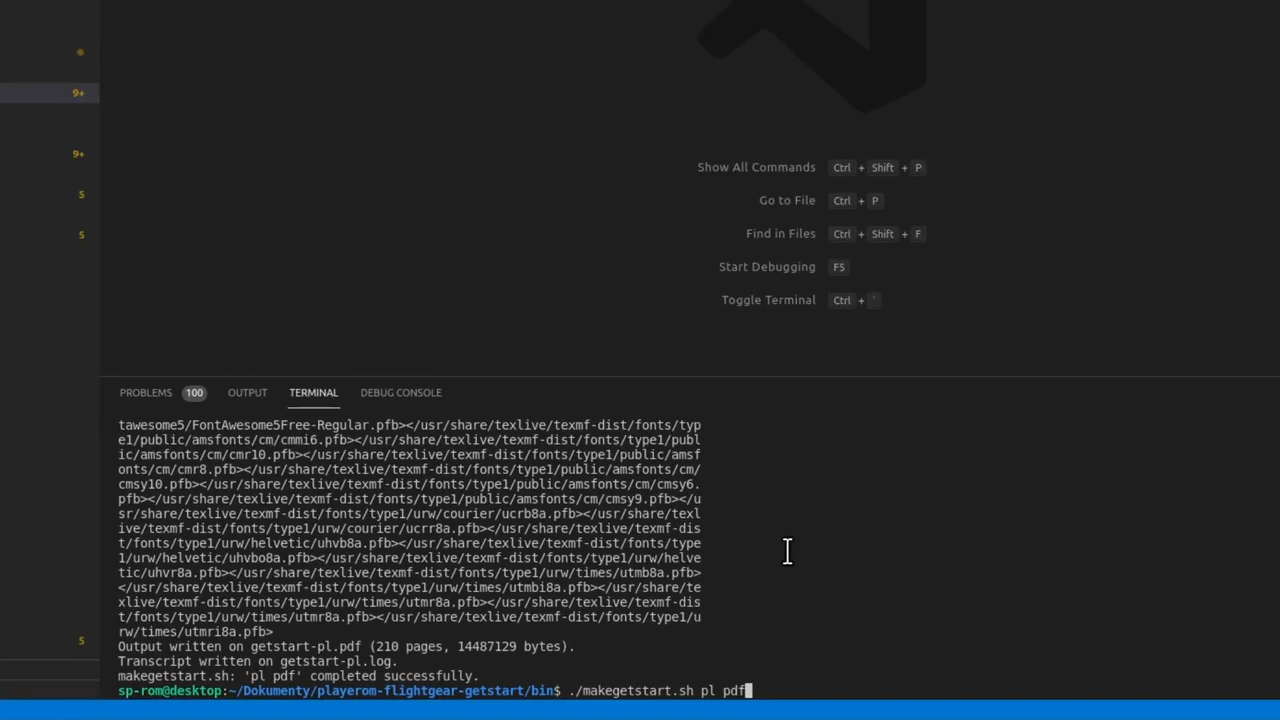 9+
9+
5
5
5
Show All Commands Ctrl + Shift + P
Go to File Ctrl + P
Find in Files Ctrl + Shift + F
Start Debugging F5
Toggle Terminal Ctrl + `
PROBLEMS 100 OUTPUT TERMINAL DEBUG CONSOLE
tawesome5/FontAwesome5Free-Regular.pfb></usr/share/texlive/texmf-dist/fonts/typ
e1/public/amsfonts/cm/cmmi6.pfb></usr/share/texlive/texmf-dist/fonts/type1/publ
ic/amsfonts/cm/cmr10.pfb></usr/share/texlive/texmf-dist/fonts/type1/public/amsf
onts/cm/cmr8.pfb></usr/share/texlive/texmf-dist/fonts/type1/public/amsfonts/cm/
cmsy10.pfb></usr/share/texlive/texmf-dist/fonts/type1/public/amsfonts/cm/cmsy6.
pfb></usr/share/texlive/texmf-dist/fonts/type1/public/amsfonts/cm/cmsy9.pfb></u
sr/share/texlive/texmf-dist/fonts/type1/urw/courier/ucrb8a.pfb></usr/share/texl
ive/texmf-dist/fonts/type1/urw/courier/ucrr8a.pfb></usr/share/texlive/texmf-dis
t/fonts/type1/urw/helvetic/uhvb8a.pfb></usr/share/texlive/texmf-dist/fonts/type
1/urw/helvetic/uhvbo8a.pfb></usr/share/texlive/texmf-dist/fonts/type1/urw/helve
tic/uhvr8a.pfb></usr/share/texlive/texmf-dist/fonts/type1/urw/times/utmb8a.pfb>
</usr/share/texlive/texmf-dist/fonts/type1/urw/times/utmbi8a.pfb></usr/share/te
xlive/texmf-dist/fonts/type1/urw/times/utmr8a.pfb></usr/share/texlive/texmf-dis
t/fonts/type1/urw/times/utmr8a.pfb></usr/share/texlive/texmf-dist/fonts/type1/u
rw/times/utmri8a.pfb>
Output written on getstart-pl.pdf (210 pages, 14487129 bytes).
Transcript written on getstart-pl.log.
makegetstart.sh: 'pl pdf' completed successfully.
sp-rom@desktop:~/Dokumenty/playerom-flightgear-getstart/bin$ ./makegetstart.sh pl pdf